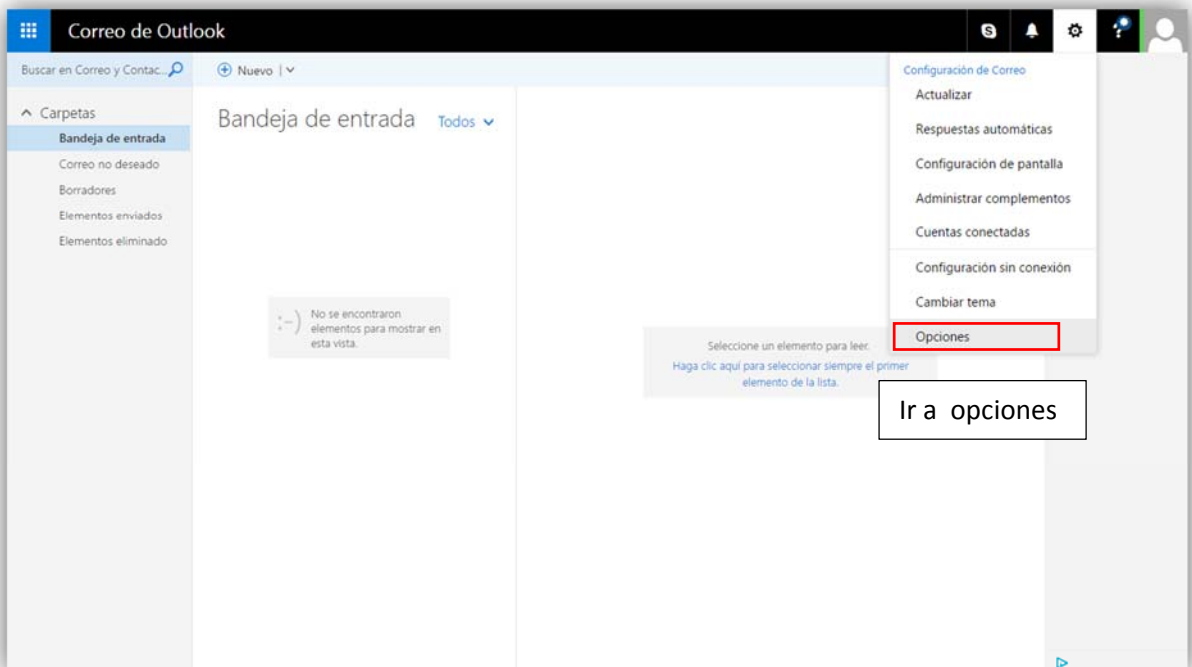 Correo de Outlook
Buscar en Correo y Contac...
Nuevo
Configuración de Correo
Actualizar
Respuestas automáticas
Configuración de pantalla
Administrar complementos
Cuentas conectadas
Configuración sin conexión
Cambiar tema
Opciones
Carpetas
Bandeja de entrada
Correo no deseado
Borradores
Elementos enviados
Elementos eliminado
Bandeja de entrada Todos
:-)
No se encontraron
elementos para mostrar en
esta vista.
Seleccione un elemento para leer.
Haga clic aquí para seleccionar siempre el primer
elemento de la lista.
Ir a opciones